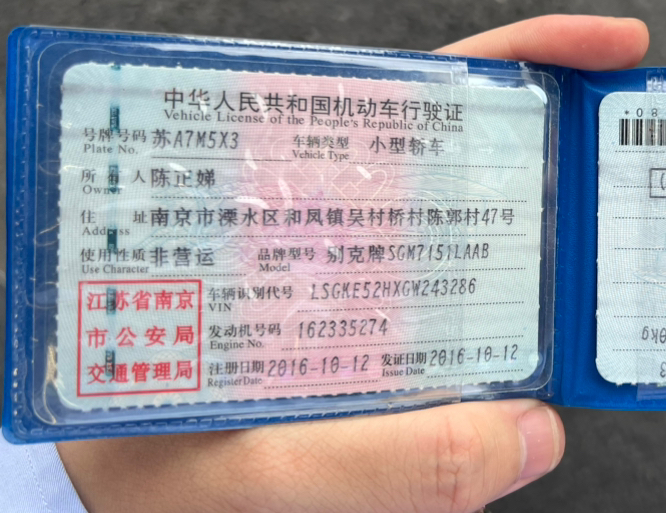 中华人民共和国机动车行驶证
Vehicle License of the People's Republic of China
号牌号码 苏A7M5X3 车辆类型 小型轿车
Plate No. Vehicle Type
所有人 陈正娣
Owner
住址 南京市溧水区和凤镇吴村桥村陈郭村47号
Address
使用性质 非营运 品牌型号 别克牌SGM7151LAAB
Use Character Model
江苏省南京
市公安局
交通管理局
车辆识别代号 LSGKE52HXGW243286
VIN
发动机号码 162335274
Engine No.
注册日期 2016-10-12 发证日期 2016-10-12
Register Date Issue Date